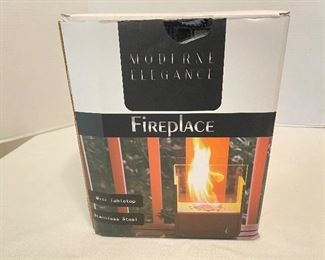 MODERNE
ELEGANCE
FIREPLACE
Mini Tabletop
Stainless Steel